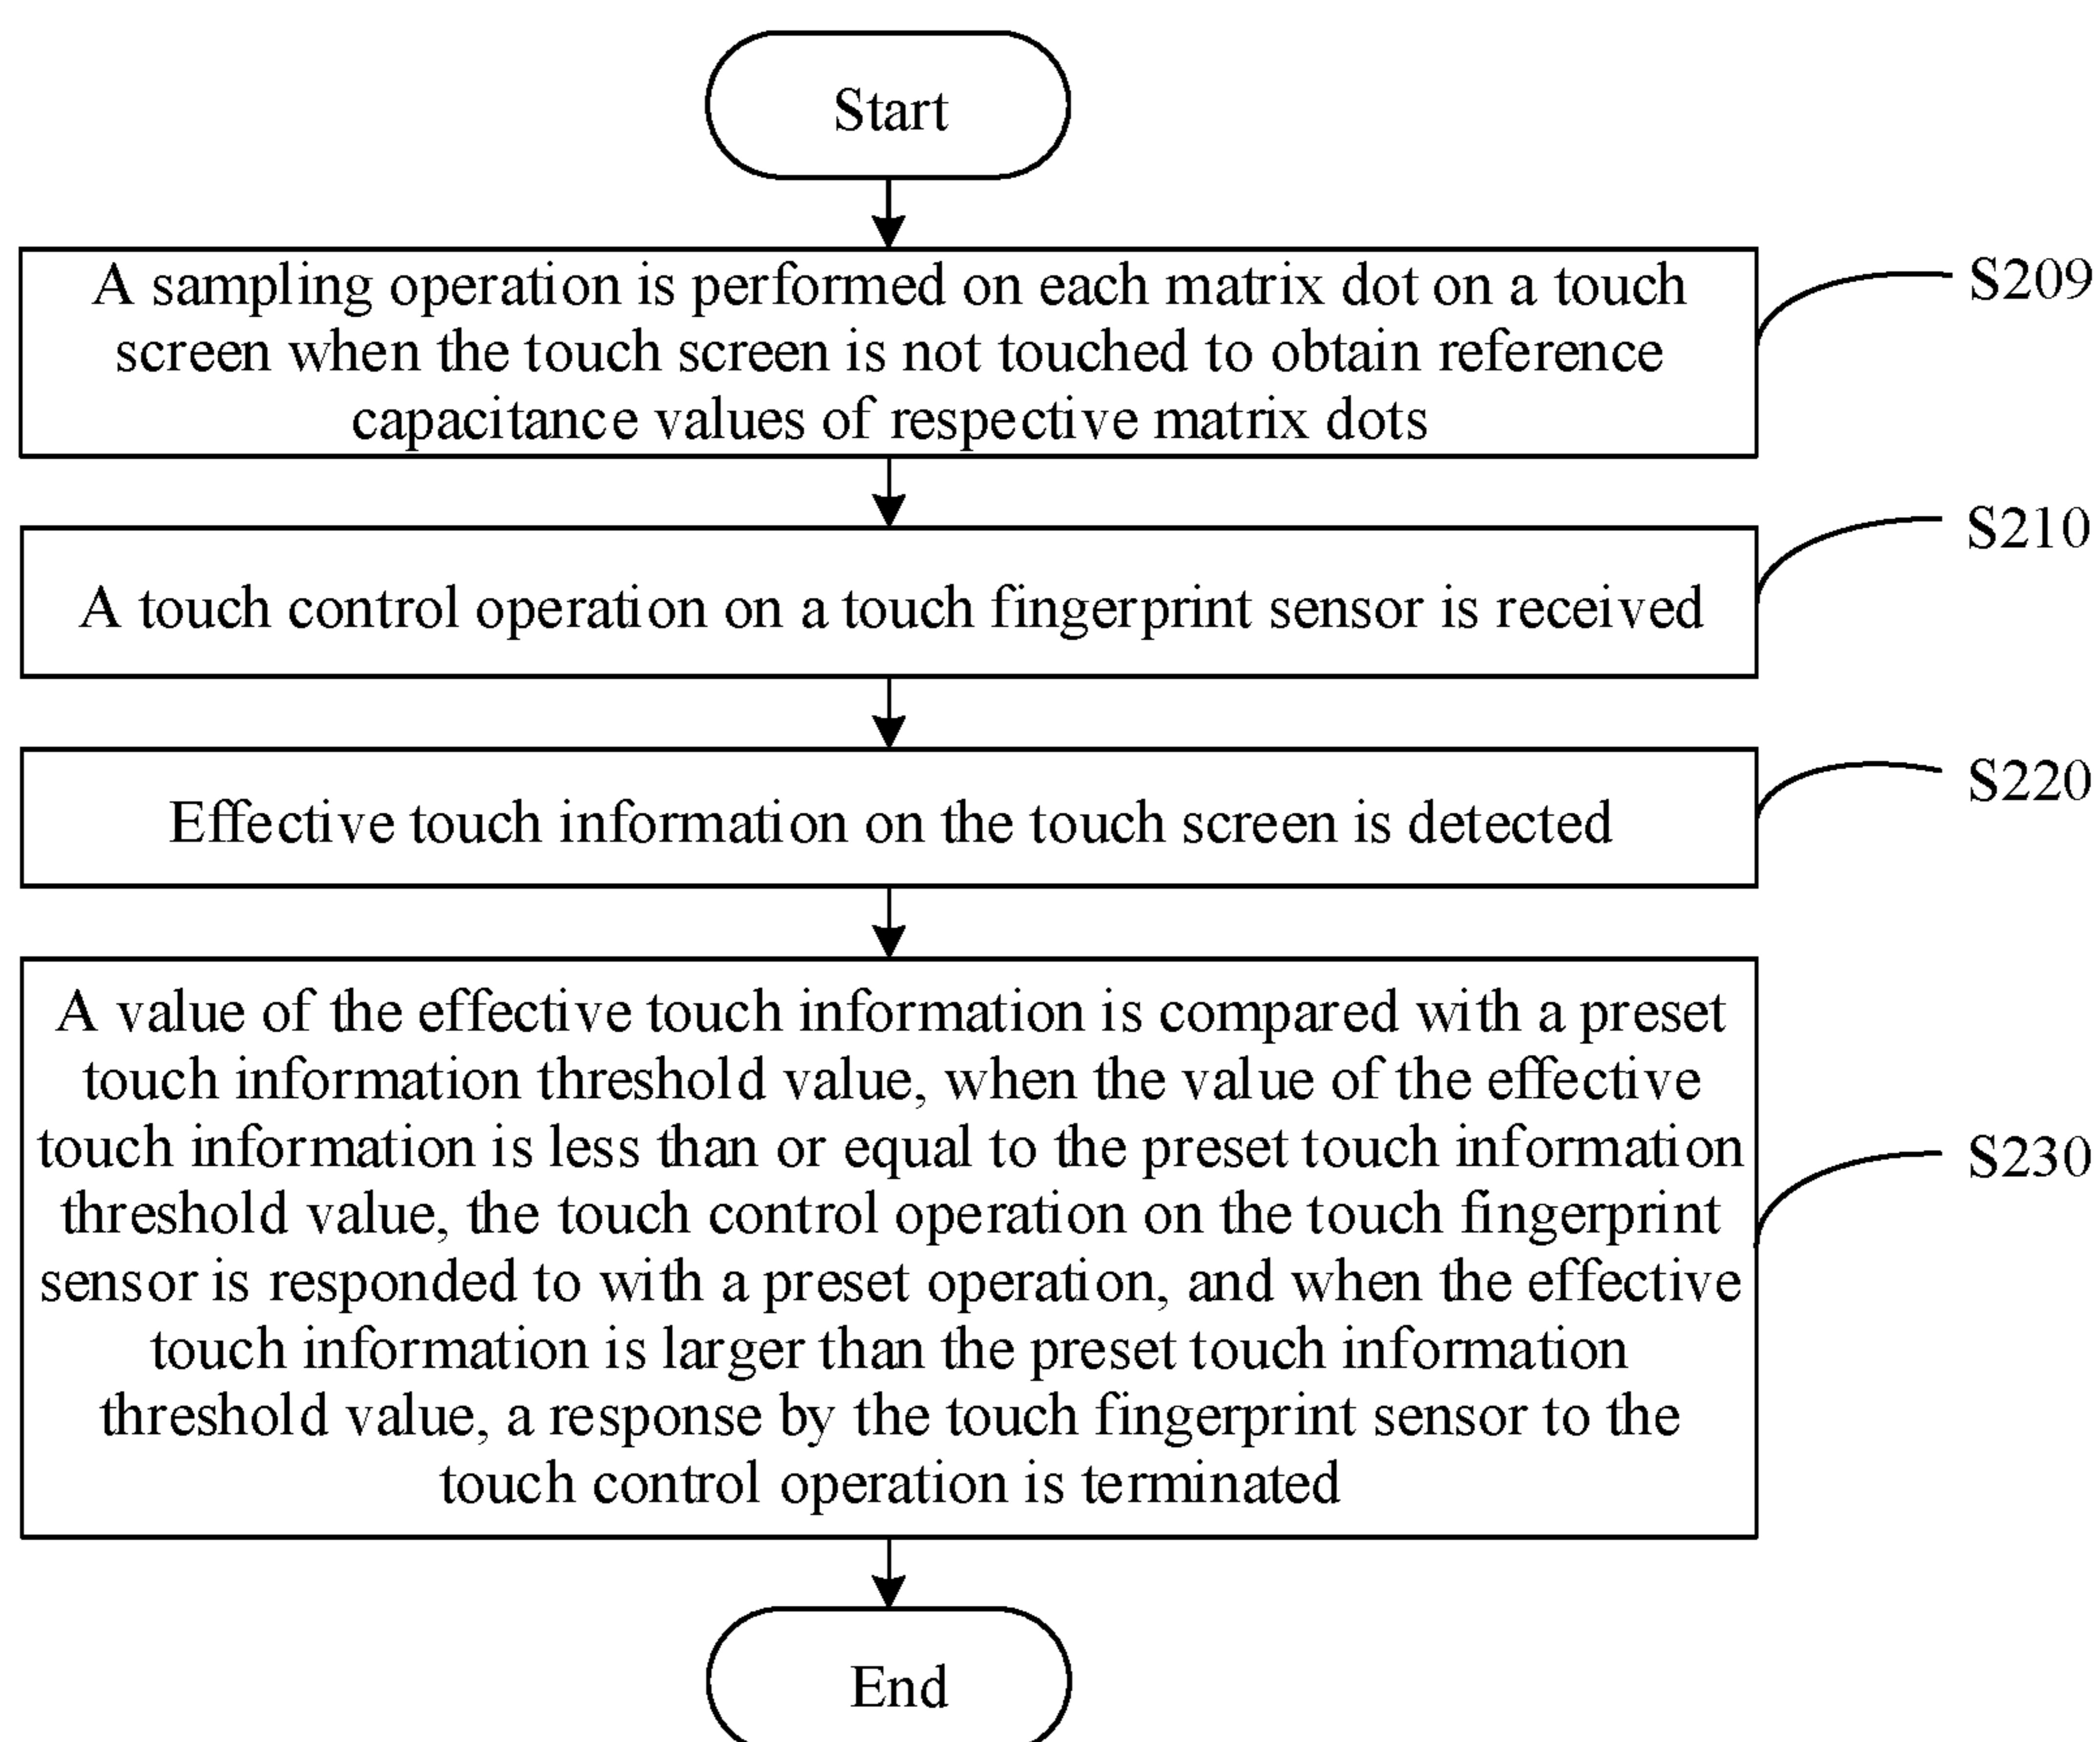 Start
A sampling operation is performed on each matrix dot on a touch
screen when the touch screen is not touched to obtain reference
capacitance values of respective matrix dots
S209
A touch control operation on a touch fingerprint sensor is received
S210
Effective touch information on the touch screen is detected
S220
A value of the effective touch information is compared with a preset
touch information threshold value, when the value of the effective
touch information is less than or equal to the preset touch information
threshold value, the touch control operation on the touch fingerprint
sensor is responded to with a preset operation, and when the effective
touch information is larger than the preset touch information
threshold value, a response by the touch fingerprint sensor to the
touch control operation is terminated
S230
End